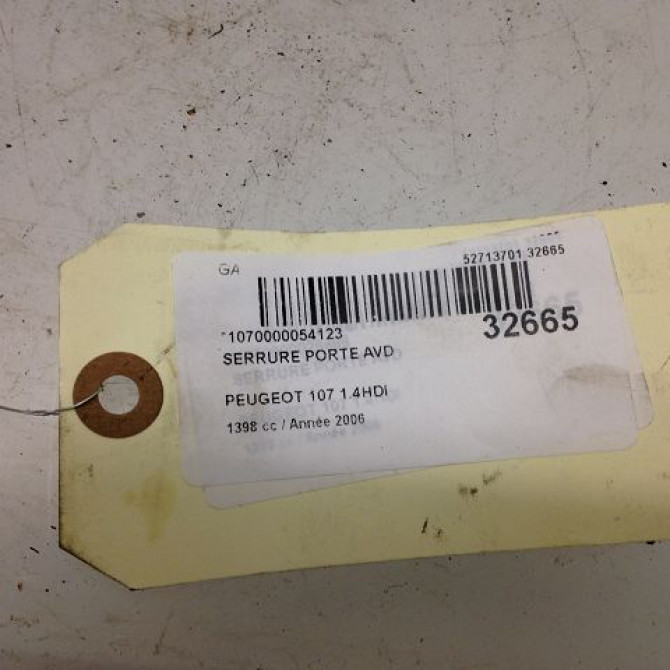 GA
52713701 32665
*1070000054123
32665
SERRURE PORTE AVD
PEUGEOT 107 1.4HDi
1398 cc / Année 2006